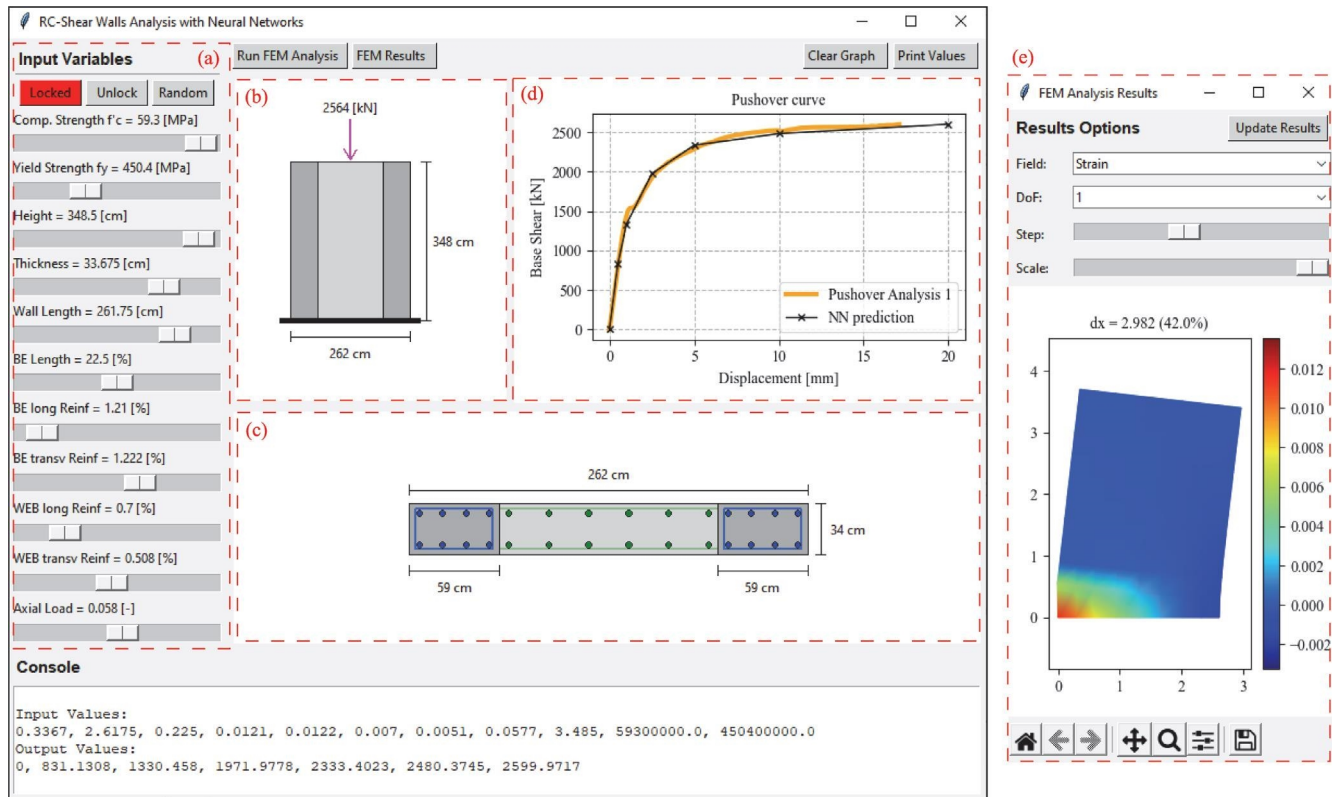 RC-Shear Walls Analysis with Neural Networks
Input Variables (a)
Run FEM Analysis FEM Results Clear Graph Print Values
Locked Unlock Random
Comp. Strength f'c = 59.3 [MPa]
Yield Strength fy = 450.4 [MPa]
Height = 348.5 [cm]
Thickness = 33.675 [cm]
Wall Length = 261.75 [cm]
BE Length = 22.5 [%]
BE long Reinf = 1.21 [%]
BE transv Reinf = 1.222 [%]
WEB long Reinf = 0.7 [%]
WEB transv Reinf = 0.508 [%]
Axial Load = 0.058 [-]
(b)
2564 [kN]
348 cm
262 cm
(d)
Pushover curve
Base Shear [kN]
2500
2000
1500
1000
500
0
Pushover Analysis 1
NN prediction
0 5 10 15 20
Displacement [mm]
(c)
262 cm
34 cm
59 cm 59 cm
Console
Input Values:
0.3367, 2.6175, 0.225, 0.0121, 0.0122, 0.007, 0.0051, 0.0577, 3.485, 59300000.0, 450400000.0
Output Values:
0, 831.1308, 1330.458, 1971.9778, 2333.4023, 2480.3745, 2599.9717
(e)
FEM Analysis Results
Results Options Update Results
Field: Strain
DoF: 1
Step:
Scale:
dx = 2.982 (42.0%)
4
3
2
1
0
0 1 2 3
0.012
0.010
0.008
0.006
0.004
0.002
0.000
−0.002